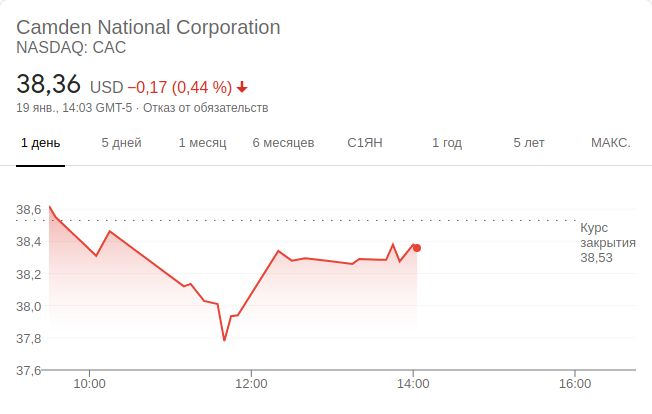 Camden National Corporation
NASDAQ: CAC
38,36 USD −0,17 (0,44 %)
19 янв., 14:03 GMT-5 · Отказ от обязательств
1 день 5 дней 1 месяц 6 месяцев С1ЯН 1 год 5 лет МАКС.
38,6
38,4
38,2
38,0
37,8
37,6
Курс
закрытия
38,53
10:00 12:00 14:00 16:00